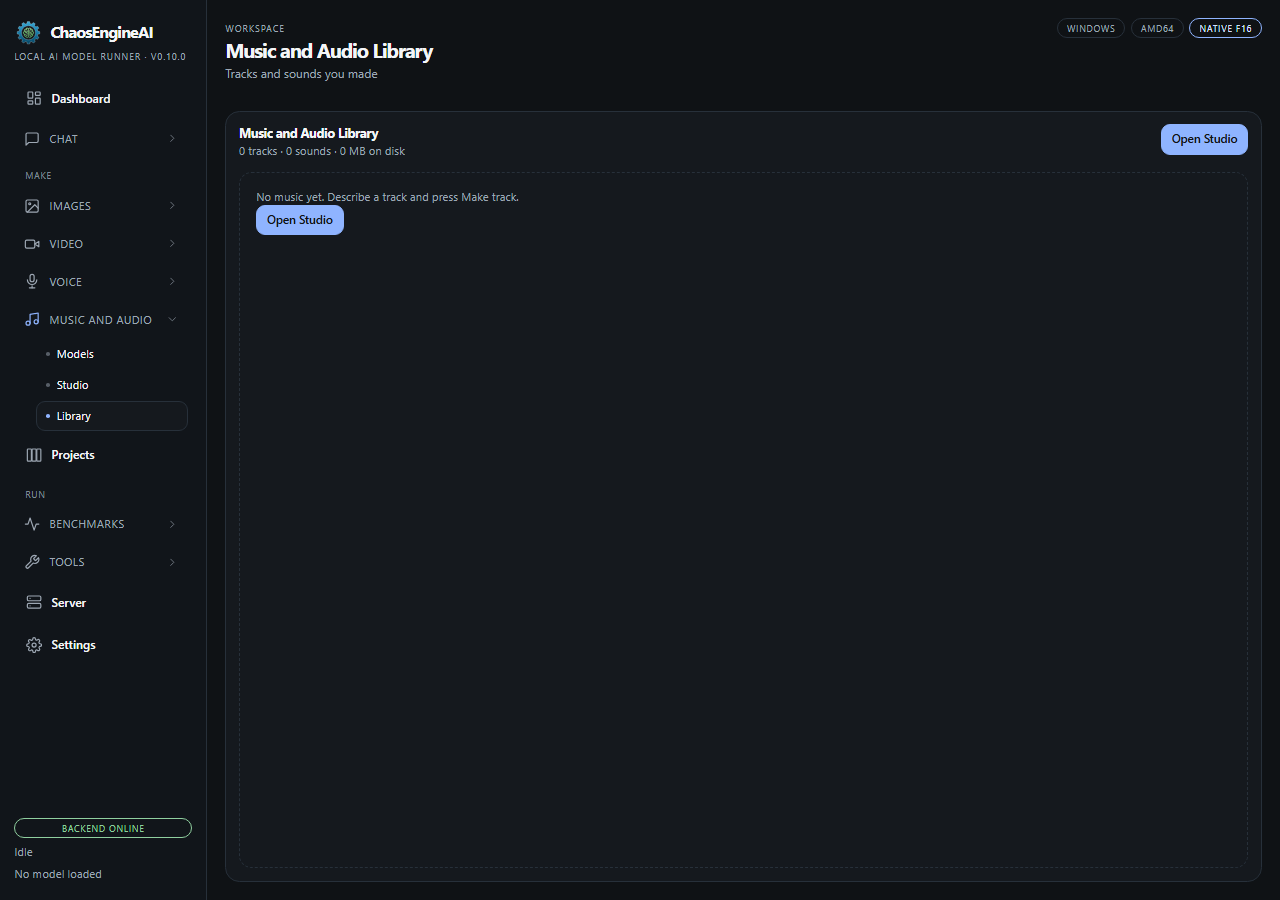 ChaosEngineAI
LOCAL AI MODEL RUNNER · V0.10.0
Dashboard
CHAT
MAKE
IMAGES
VIDEO
VOICE
MUSIC AND AUDIO
Models
Studio
Library
Projects
RUN
BENCHMARKS
TOOLS
Server
Settings
BACKEND ONLINE
Idle
No model loaded
WORKSPACE
Music and Audio Library
Tracks and sounds you made
WINDOWS
AMD64
NATIVE F16
Music and Audio Library
0 tracks · 0 sounds · 0 MB on disk
Open Studio
No music yet. Describe a track and press Make track.
Open Studio